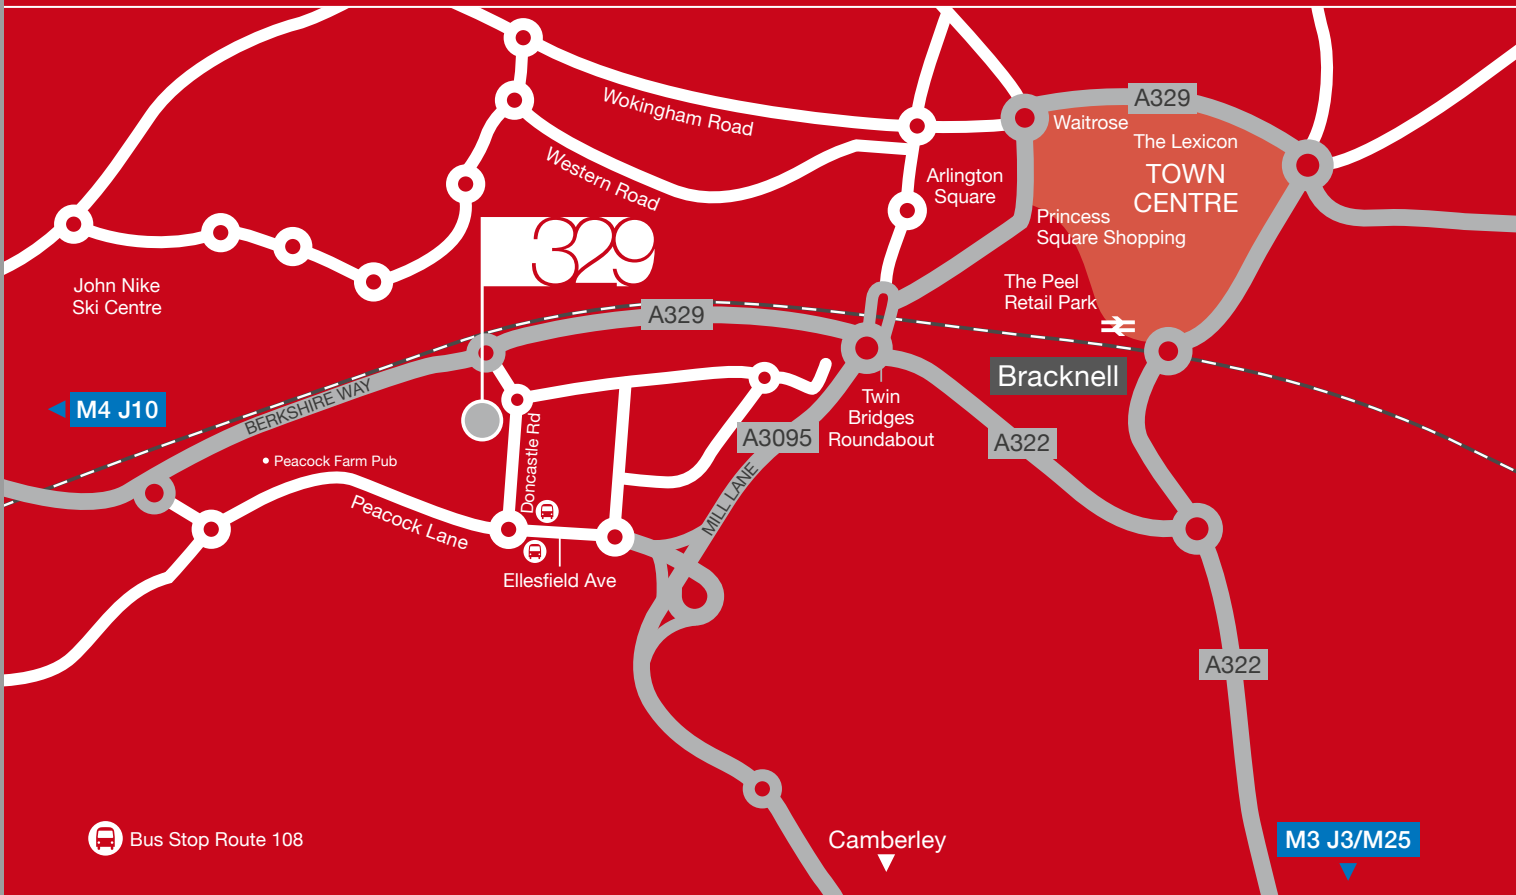 A329
Wokingham Road
Waitrose
The Lexicon
TOWN
CENTRE
Western Road
Arlington
Square
Princess
Square Shopping
329
The Peel
Retail Park
John Nike
Ski Centre
A329
Bracknell
BERKSHIRE WAY
M4 J10
Twin
Bridges
Roundabout
A3095
A322
Doncastle Rd
Peacock Farm Pub
MILL LANE
Peacock Lane
Ellesfield Ave
A322
Bus Stop Route 108
Camberley
M3 J3/M25